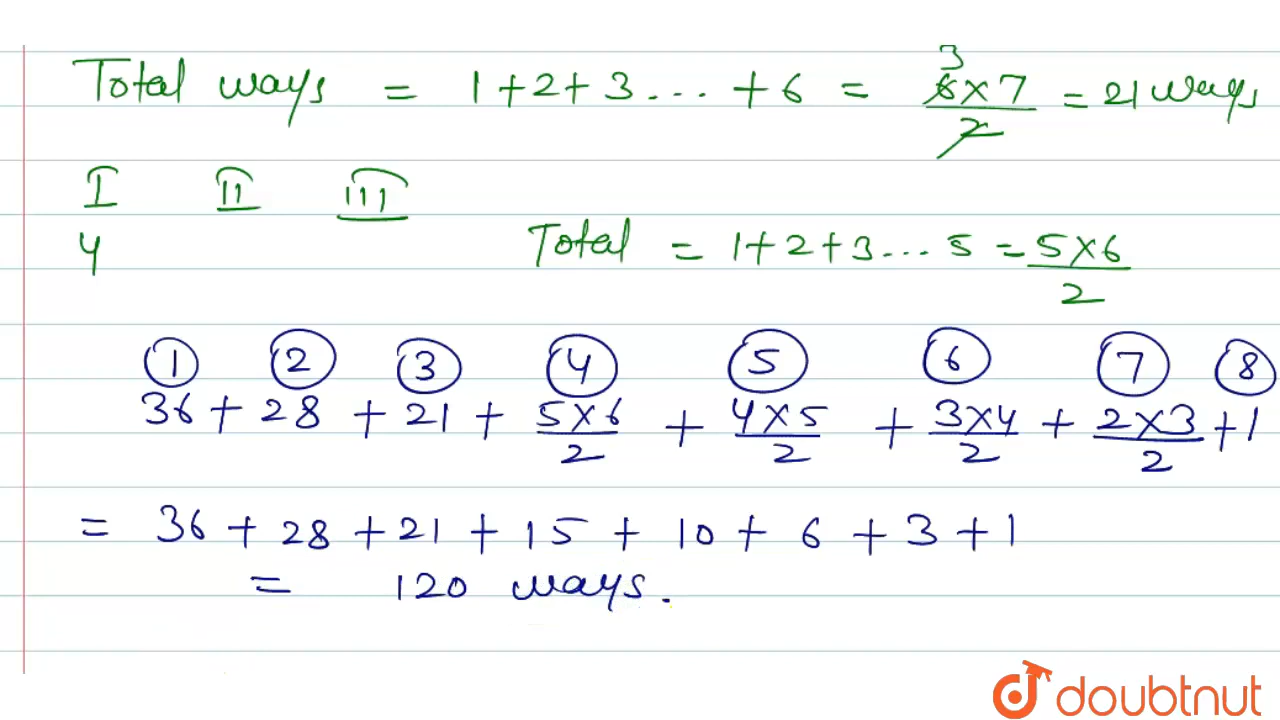 Total ways = 1+2+3... +6 = 3 6×7/2 = 21 ways
I II III
4 Total = 1+2+3... 5 = 5×6/2
1 2 3 4 5 6 7 8
36 + 28 + 21 + 5×6/2 + 4×5/2 + 3×4/2 + 2×3/2 + 1
= 36 + 28 + 21 + 15 + 10 + 6 + 3 + 1
= 120 ways.
doubtnut